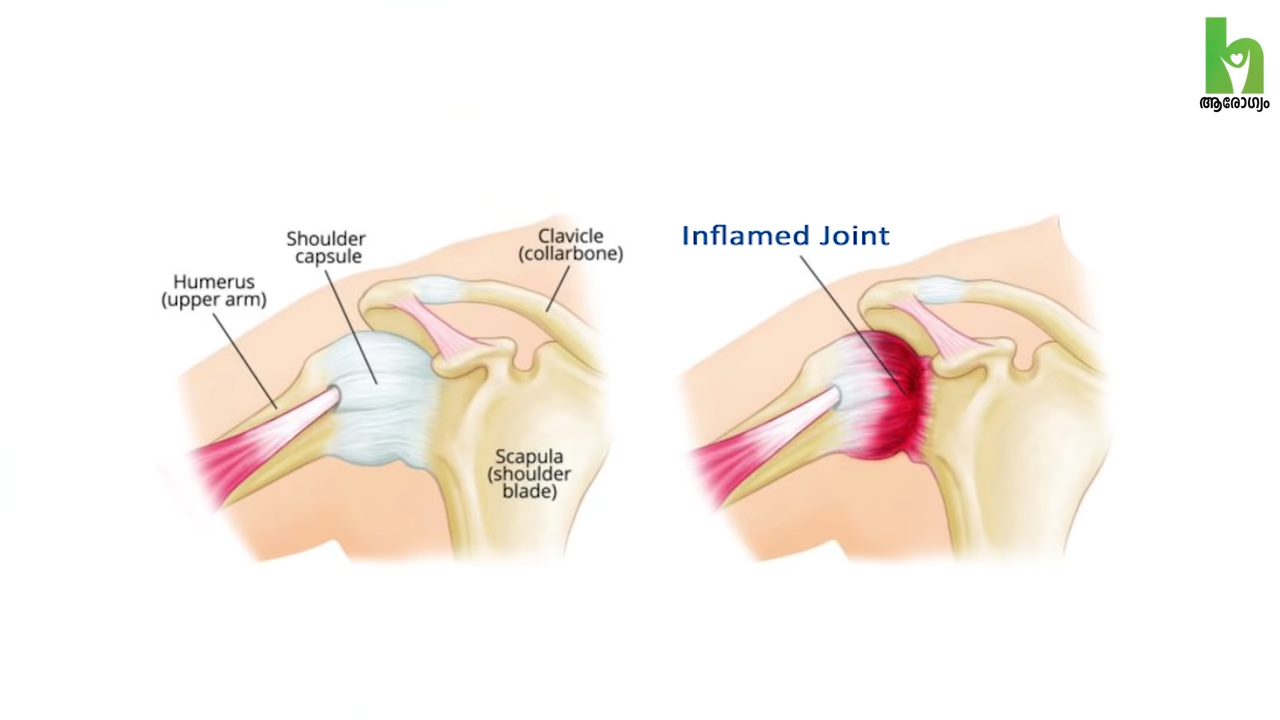 ആരോഗ്യം
Shoulder
capsule
Clavicle
(collarbone)
Humerus
(upper arm)
Scapula
(shoulder
blade)
Inflamed Joint